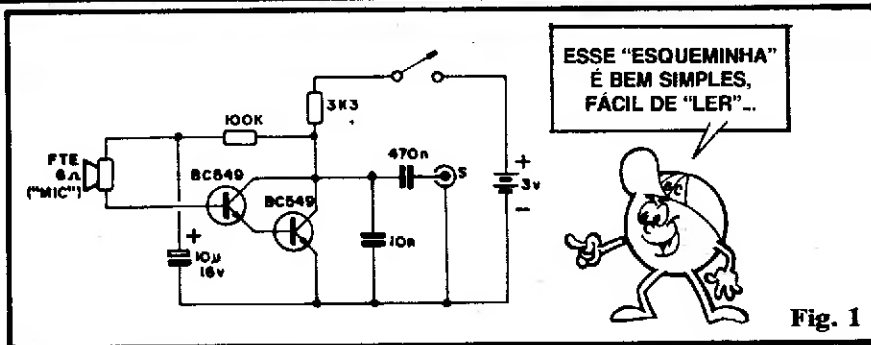 ESSE "ESQUEMINHA"
É BEM SIMPLES,
FÁCIL DE "LER"...
3K3
100K
FTE
8Ω
("MIC")
BC549
BC549
470n
S
+
3v
−
+
10µ
16v
10n
Fig. 1